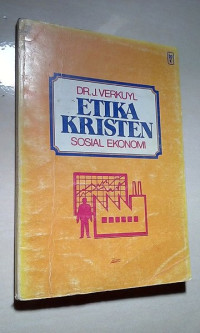 DR. J. VERKUYL
ETIKA
KRISTEN
SOSIAL EKONOMI